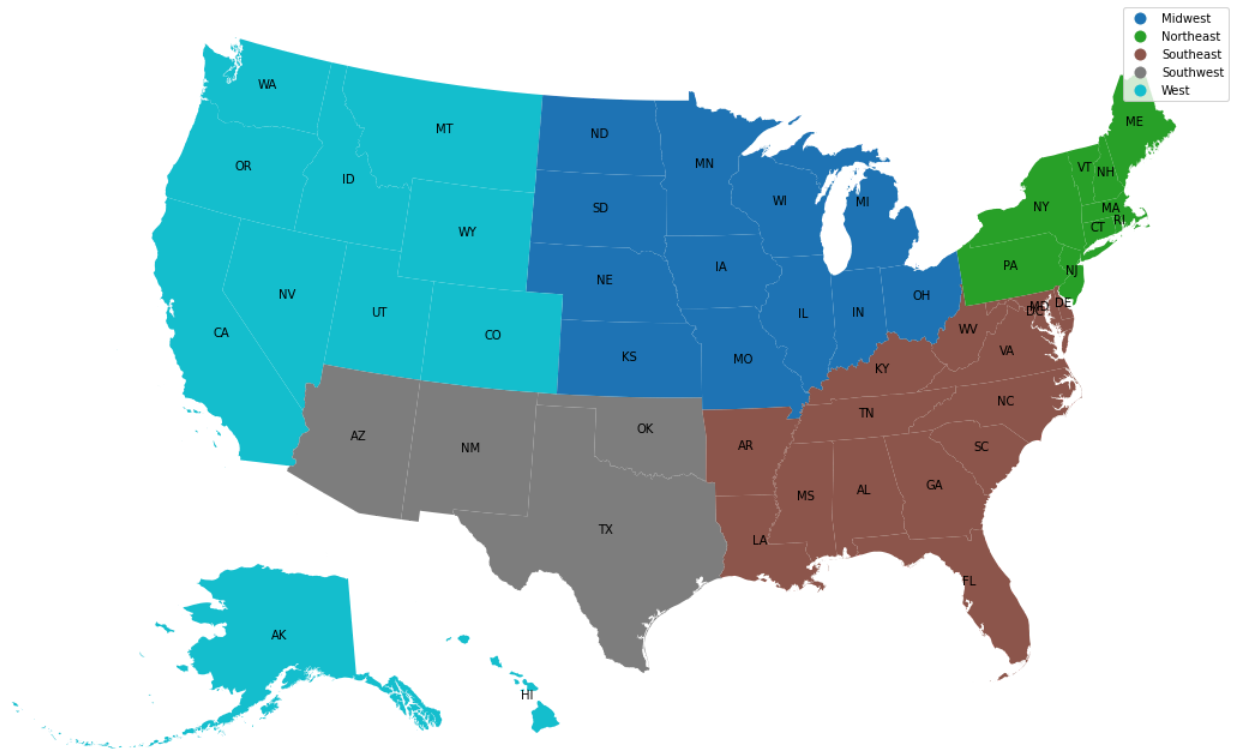 Midwest
Northeast
Southeast
Southwest
West
WA
MT
ND
ME
OR
ID
MN
VT
NH
WI
MI
SD
NY
MA
RI
CT
WY
IA
PA
NJ
NV
NE
OH
UT
IL
IN
MD
DE
DC
CA
CO
KS
MO
WV
VA
KY
NC
TN
AZ
NM
OK
AR
SC
MS
AL
GA
TX
LA
FL
AK
HI